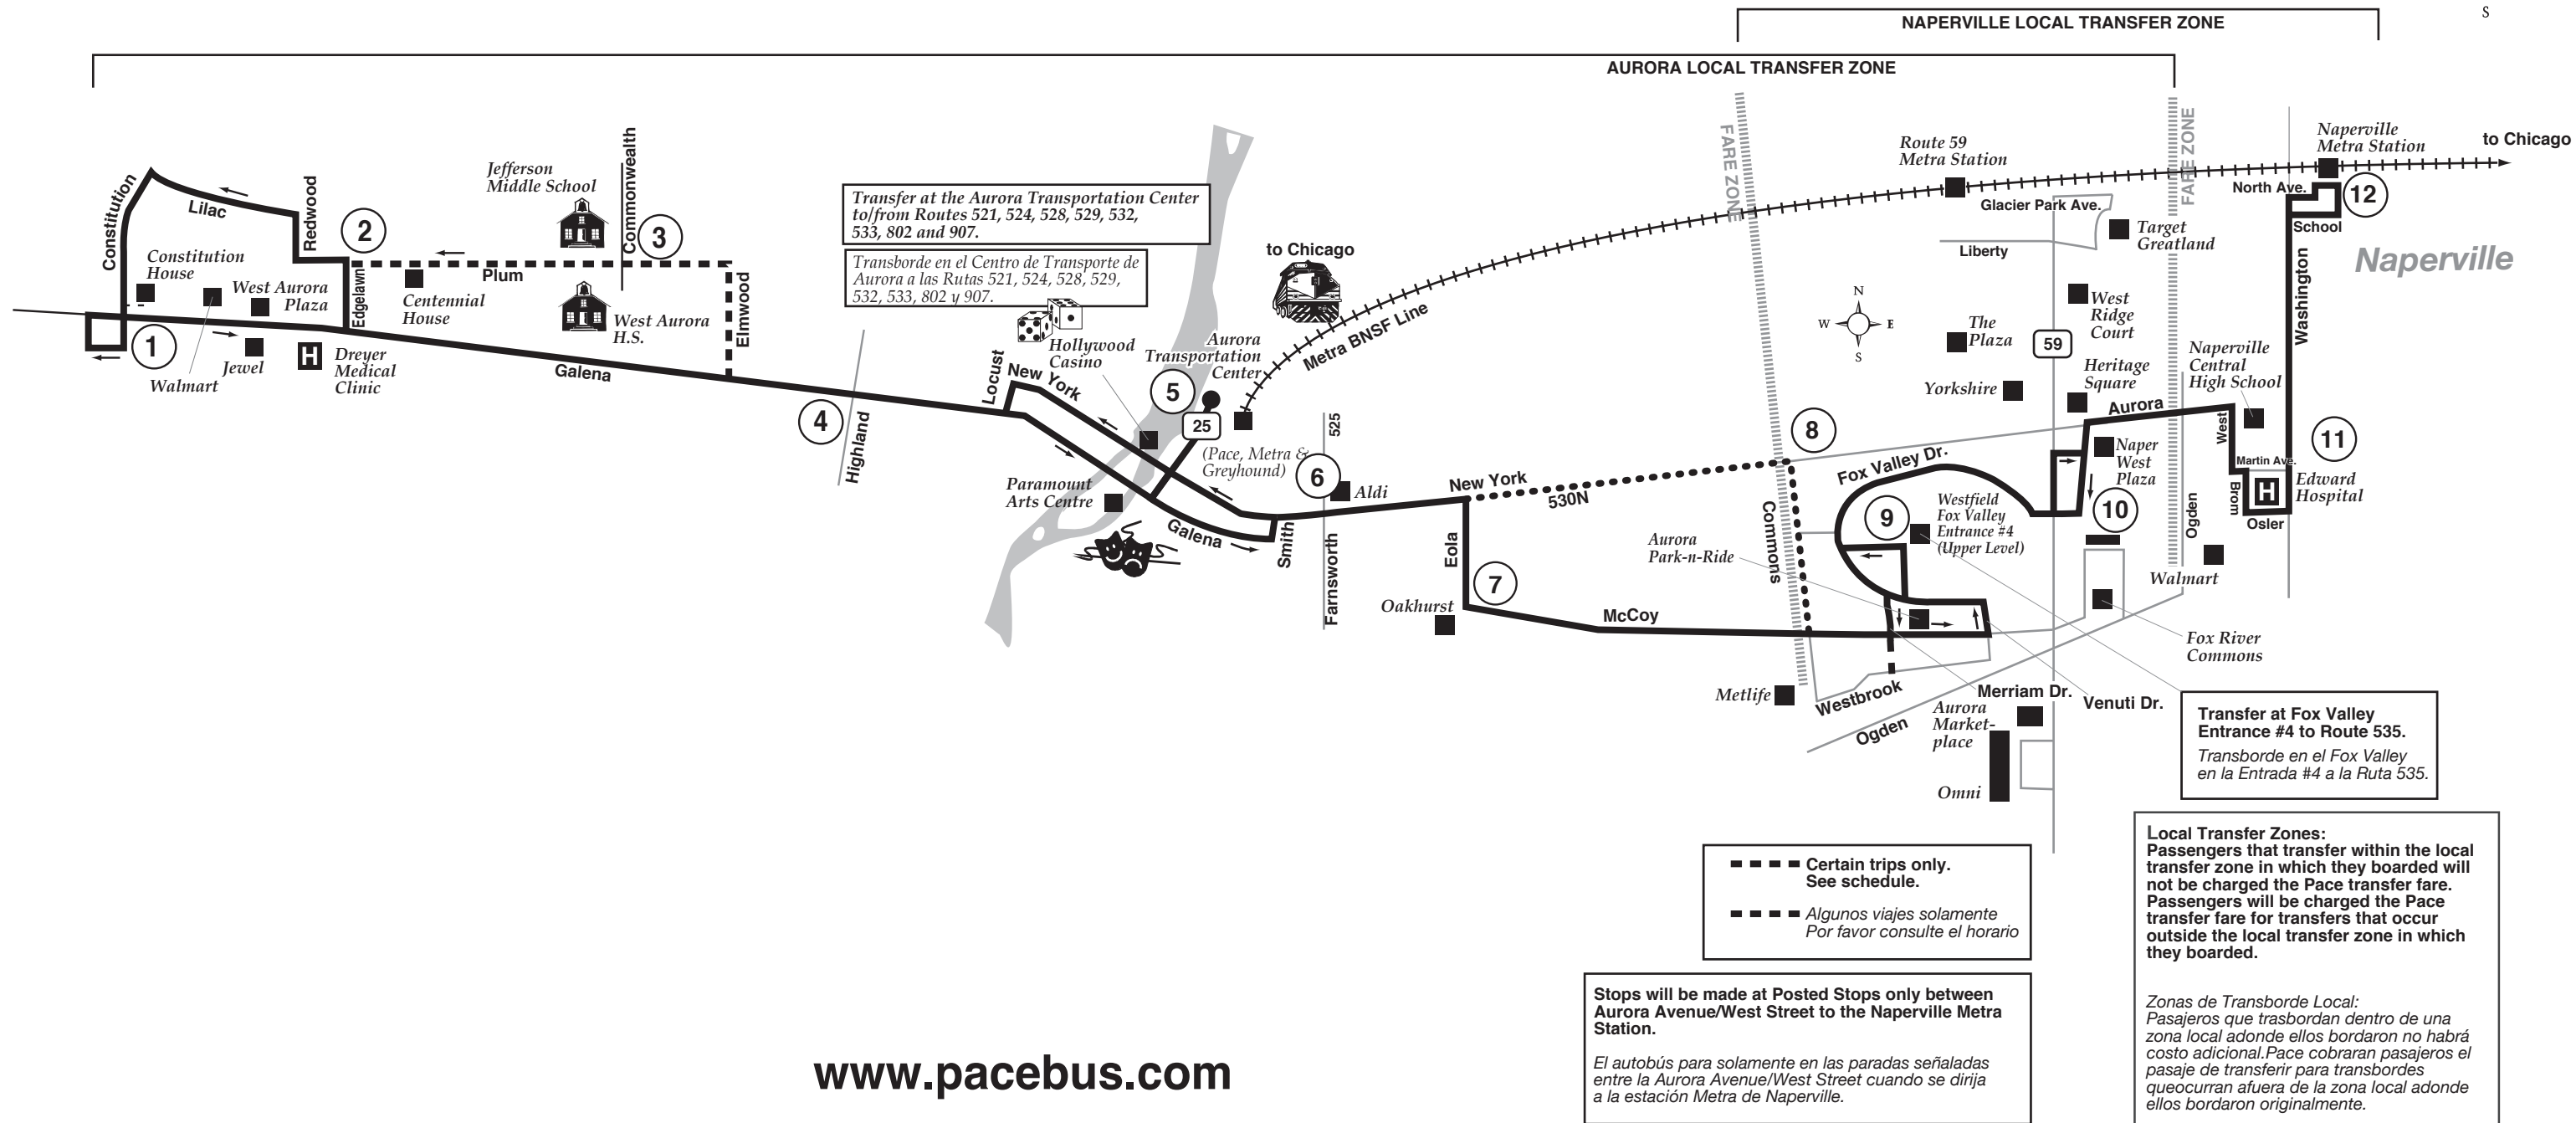 S
NAPERVILLE LOCAL TRANSFER ZONE
AURORA LOCAL TRANSFER ZONE
Constitution
Lilac
Redwood
2
Jefferson
Middle School
Commonwealth
3
Constitution
House
West Aurora
Plaza
Edgelawn
Plum
Centennial
House
West Aurora
H.S.
Elmwood
1
Walmart
Jewel
H
Dreyer
Medical
Clinic
Galena
4
Highland
Transfer at the Aurora Transportation Center
to/from Routes 521, 524, 528, 529, 532,
533, 802 and 907.
Transborde en el Centro de Transporte de
Aurora a las Rutas 521, 524, 528, 529,
532, 533, 802 y 907.
to Chicago
Metra BNSF Line
Hollywood
Casino
Aurora
Transportation
Center
Locust
New York
5
25
(Pace, Metra &
Greyhound)
Paramount
Arts Centre
Galena
Smith
525
6
Aldi
Farnsworth
New York
530N
Eola
7
Oakhurst
McCoy
FARE ZONE
8
Commons
Route 59
Metra Station
Glacier Park Ave.
Liberty
Target
Greatland
N
W
E
S
West
Ridge
Court
The
Plaza
59
Yorkshire
Heritage
Square
Naperville
Central
High School
Aurora
FARE ZONE
Naperville
Metra Station
to Chicago
North Ave.
12
School
Naperville
Washington
West
Martin Ave.
Brom
11
H
Edward
Hospital
Osler
Naper
West
Plaza
10
Ogden
Walmart
Fox Valley Dr.
9
Westfield
Fox Valley
Entrance #4
(Upper Level)
Aurora
Park-n-Ride
Fox River
Commons
Metlife
Westbrook
Ogden
Merriam Dr.
Venuti Dr.
Aurora
Market-
place
Omni
Transfer at Fox Valley
Entrance #4 to Route 535.
Transborde en el Fox Valley
en la Entrada #4 a la Ruta 535.
Certain trips only.
See schedule.
Algunos viajes solamente
Por favor consulte el horario
Stops will be made at Posted Stops only between
Aurora Avenue/West Street to the Naperville Metra
Station.
El autobús para solamente en las paradas señaladas
entre la Aurora Avenue/West Street cuando se dirija
a la estación Metra de Naperville.
Local Transfer Zones:
Passengers that transfer within the local
transfer zone in which they boarded will
not be charged the Pace transfer fare.
Passengers will be charged the Pace
transfer fare for transfers that occur
outside the local transfer zone in which
they boarded.
Zonas de Transborde Local:
Pasajeros que trasbordan dentro de una
zona local adonde ellos bordaron no habrá
costo adicional.Pace cobraran pasajeros el
pasaje de transferir para transbordes
queocurran afuera de la zona local adonde
ellos bordaron originalmente.
www.pacebus.com